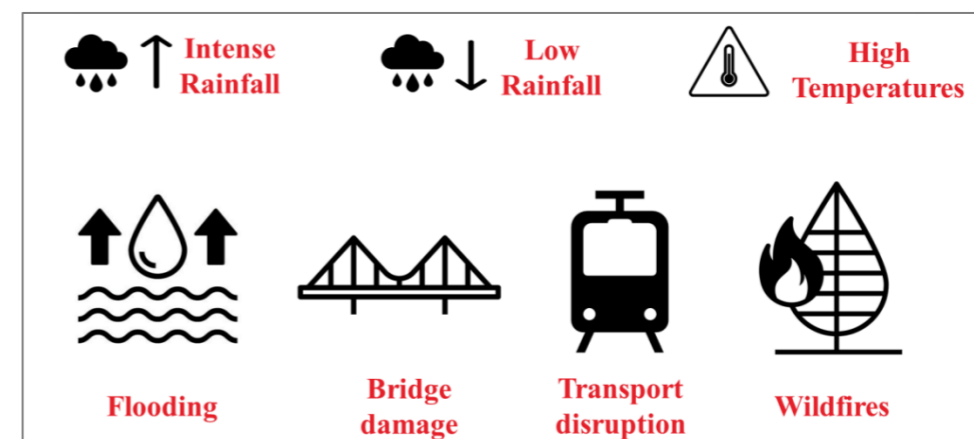 Intense
Rainfall
Low
Rainfall
High
Temperatures
Flooding
Bridge
damage
Transport
disruption
Wildfires